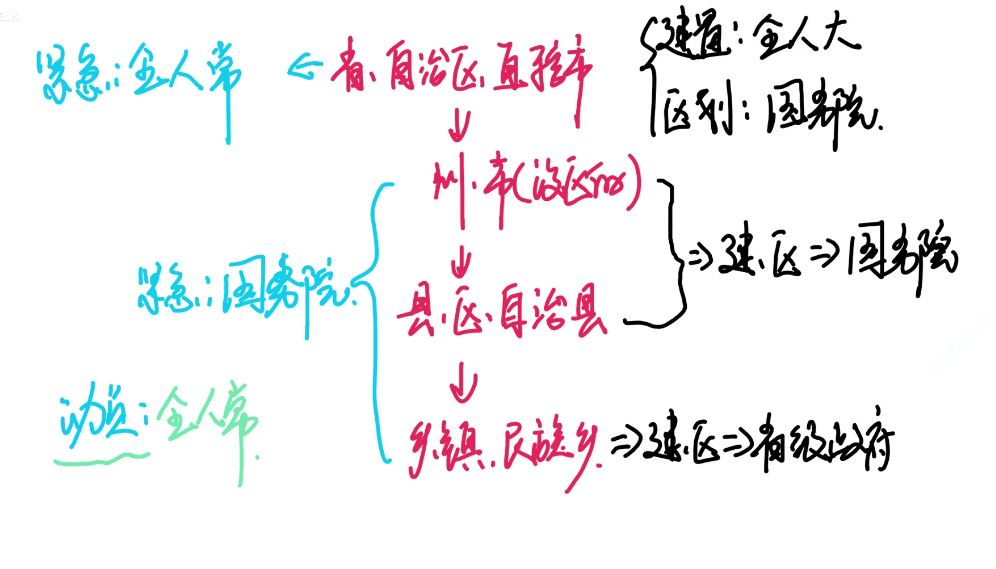 紧急:全人常 ← 省、自治区、直辖市 建置:全人大
区划:国务院.
↓
州、市(设区的)
紧急:国务院. ↓ ⇒建、区⇒国务院
县、区、自治县
↓
动员:全人常.
乡、镇、民族乡.⇒建、区⇒省级政府